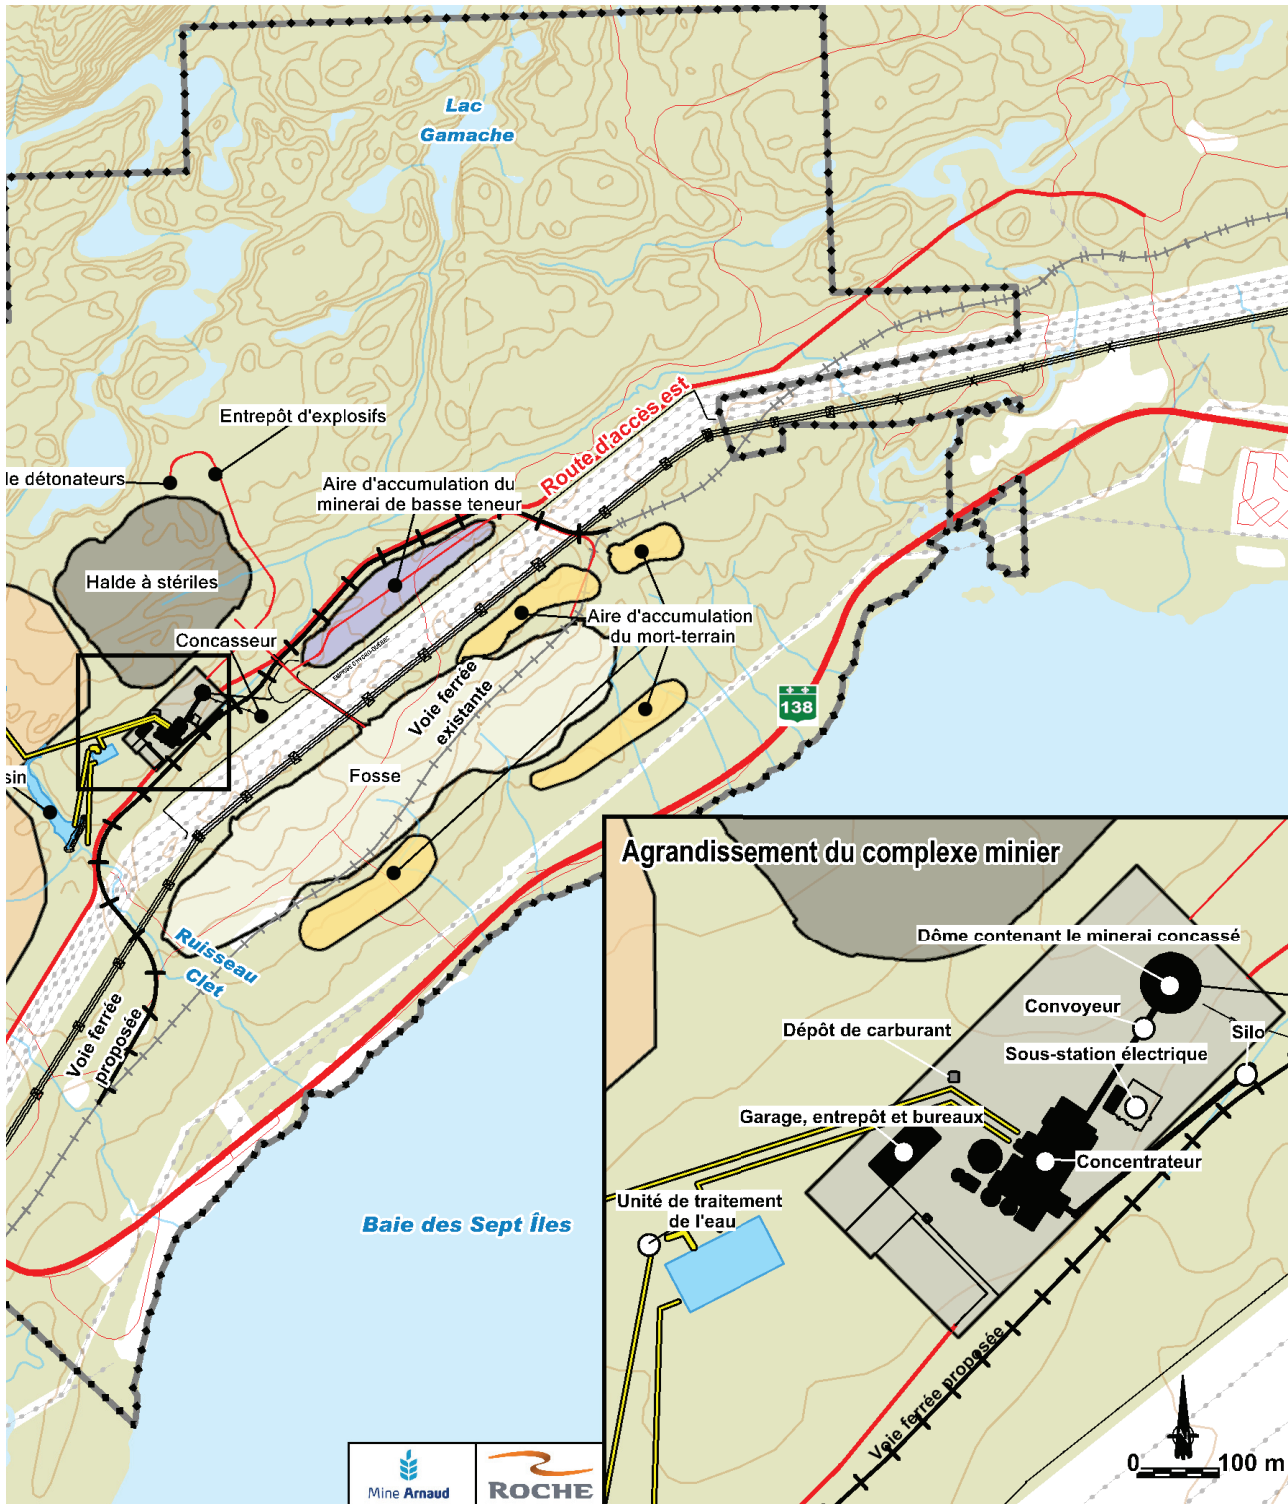 Lac
Gamache
Entrepôt d'explosifs
le détonateurs
Aire d'accumulation du
minerai de basse teneur
Route d'accès est
Halde à stériles
Concasseur
Aire d'accumulation
du mort-terrain
Voie ferrée
existante
138
Fosse
sin
Ruisseau
Clet
Voie ferrée
proposée
Baie des Sept Îles
Agrandissement du complexe minier
Dôme contenant le minerai concassé
Convoyeur
Dépôt de carburant
Silo
Sous-station électrique
Garage, entrepôt et bureaux
Concentrateur
Unité de traitement
de l'eau
Voie ferrée proposée
0 100 m
Mine Arnaud
ROCHE